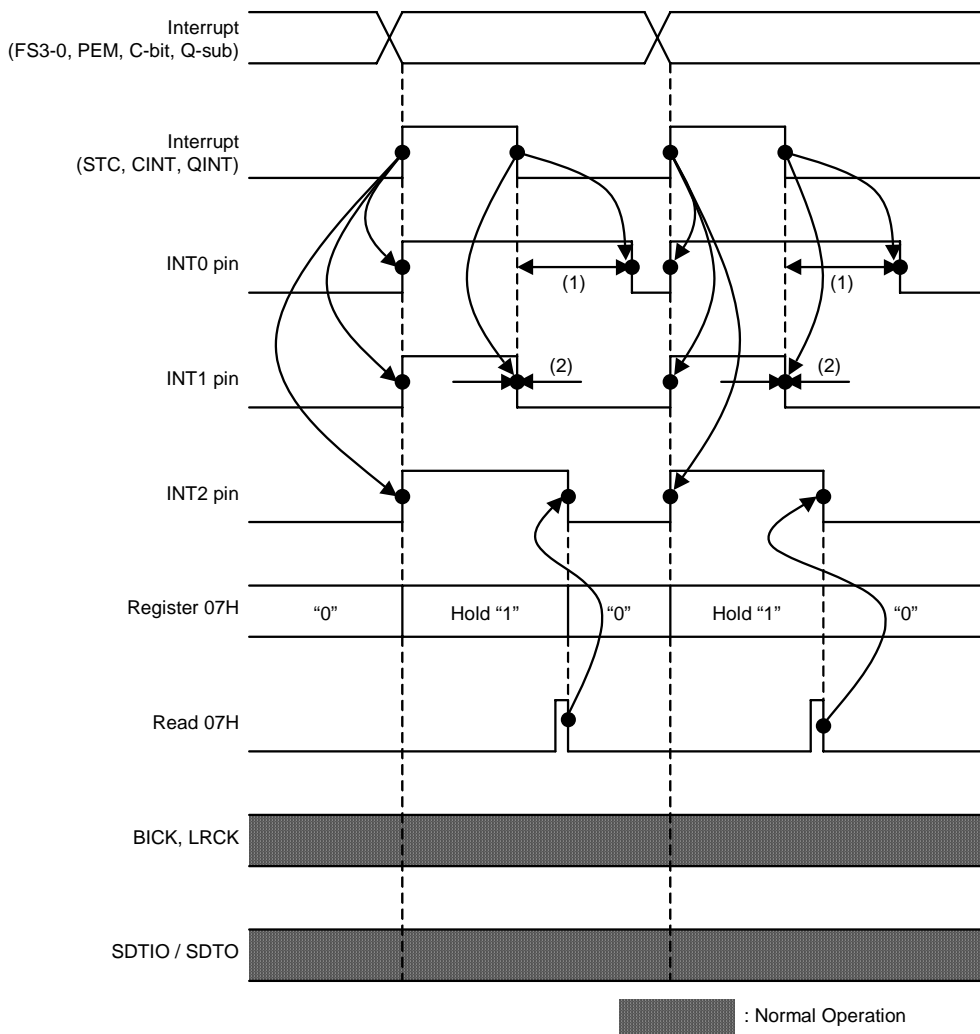 Interrupt
(FS3-0, PEM, C-bit, Q-sub)
Interrupt
(STC, CINT, QINT)
INT0 pin
(1)
(1)
INT1 pin
(2)
(2)
INT2 pin
Register 07H
“0”
Hold “1”
“0”
Hold “1”
“0”
Read 07H
BICK, LRCK
SDTIO / SDTO
: Normal Operation